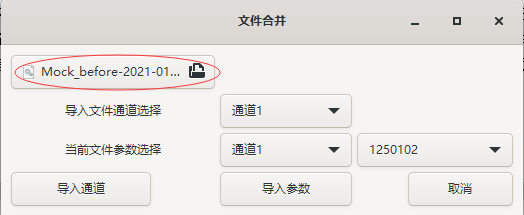 文件合并
Mock_before-2021-01...
导入文件通道选择 通道1
当前文件参数选择 通道1 1250102
导入通道 导入参数 取消